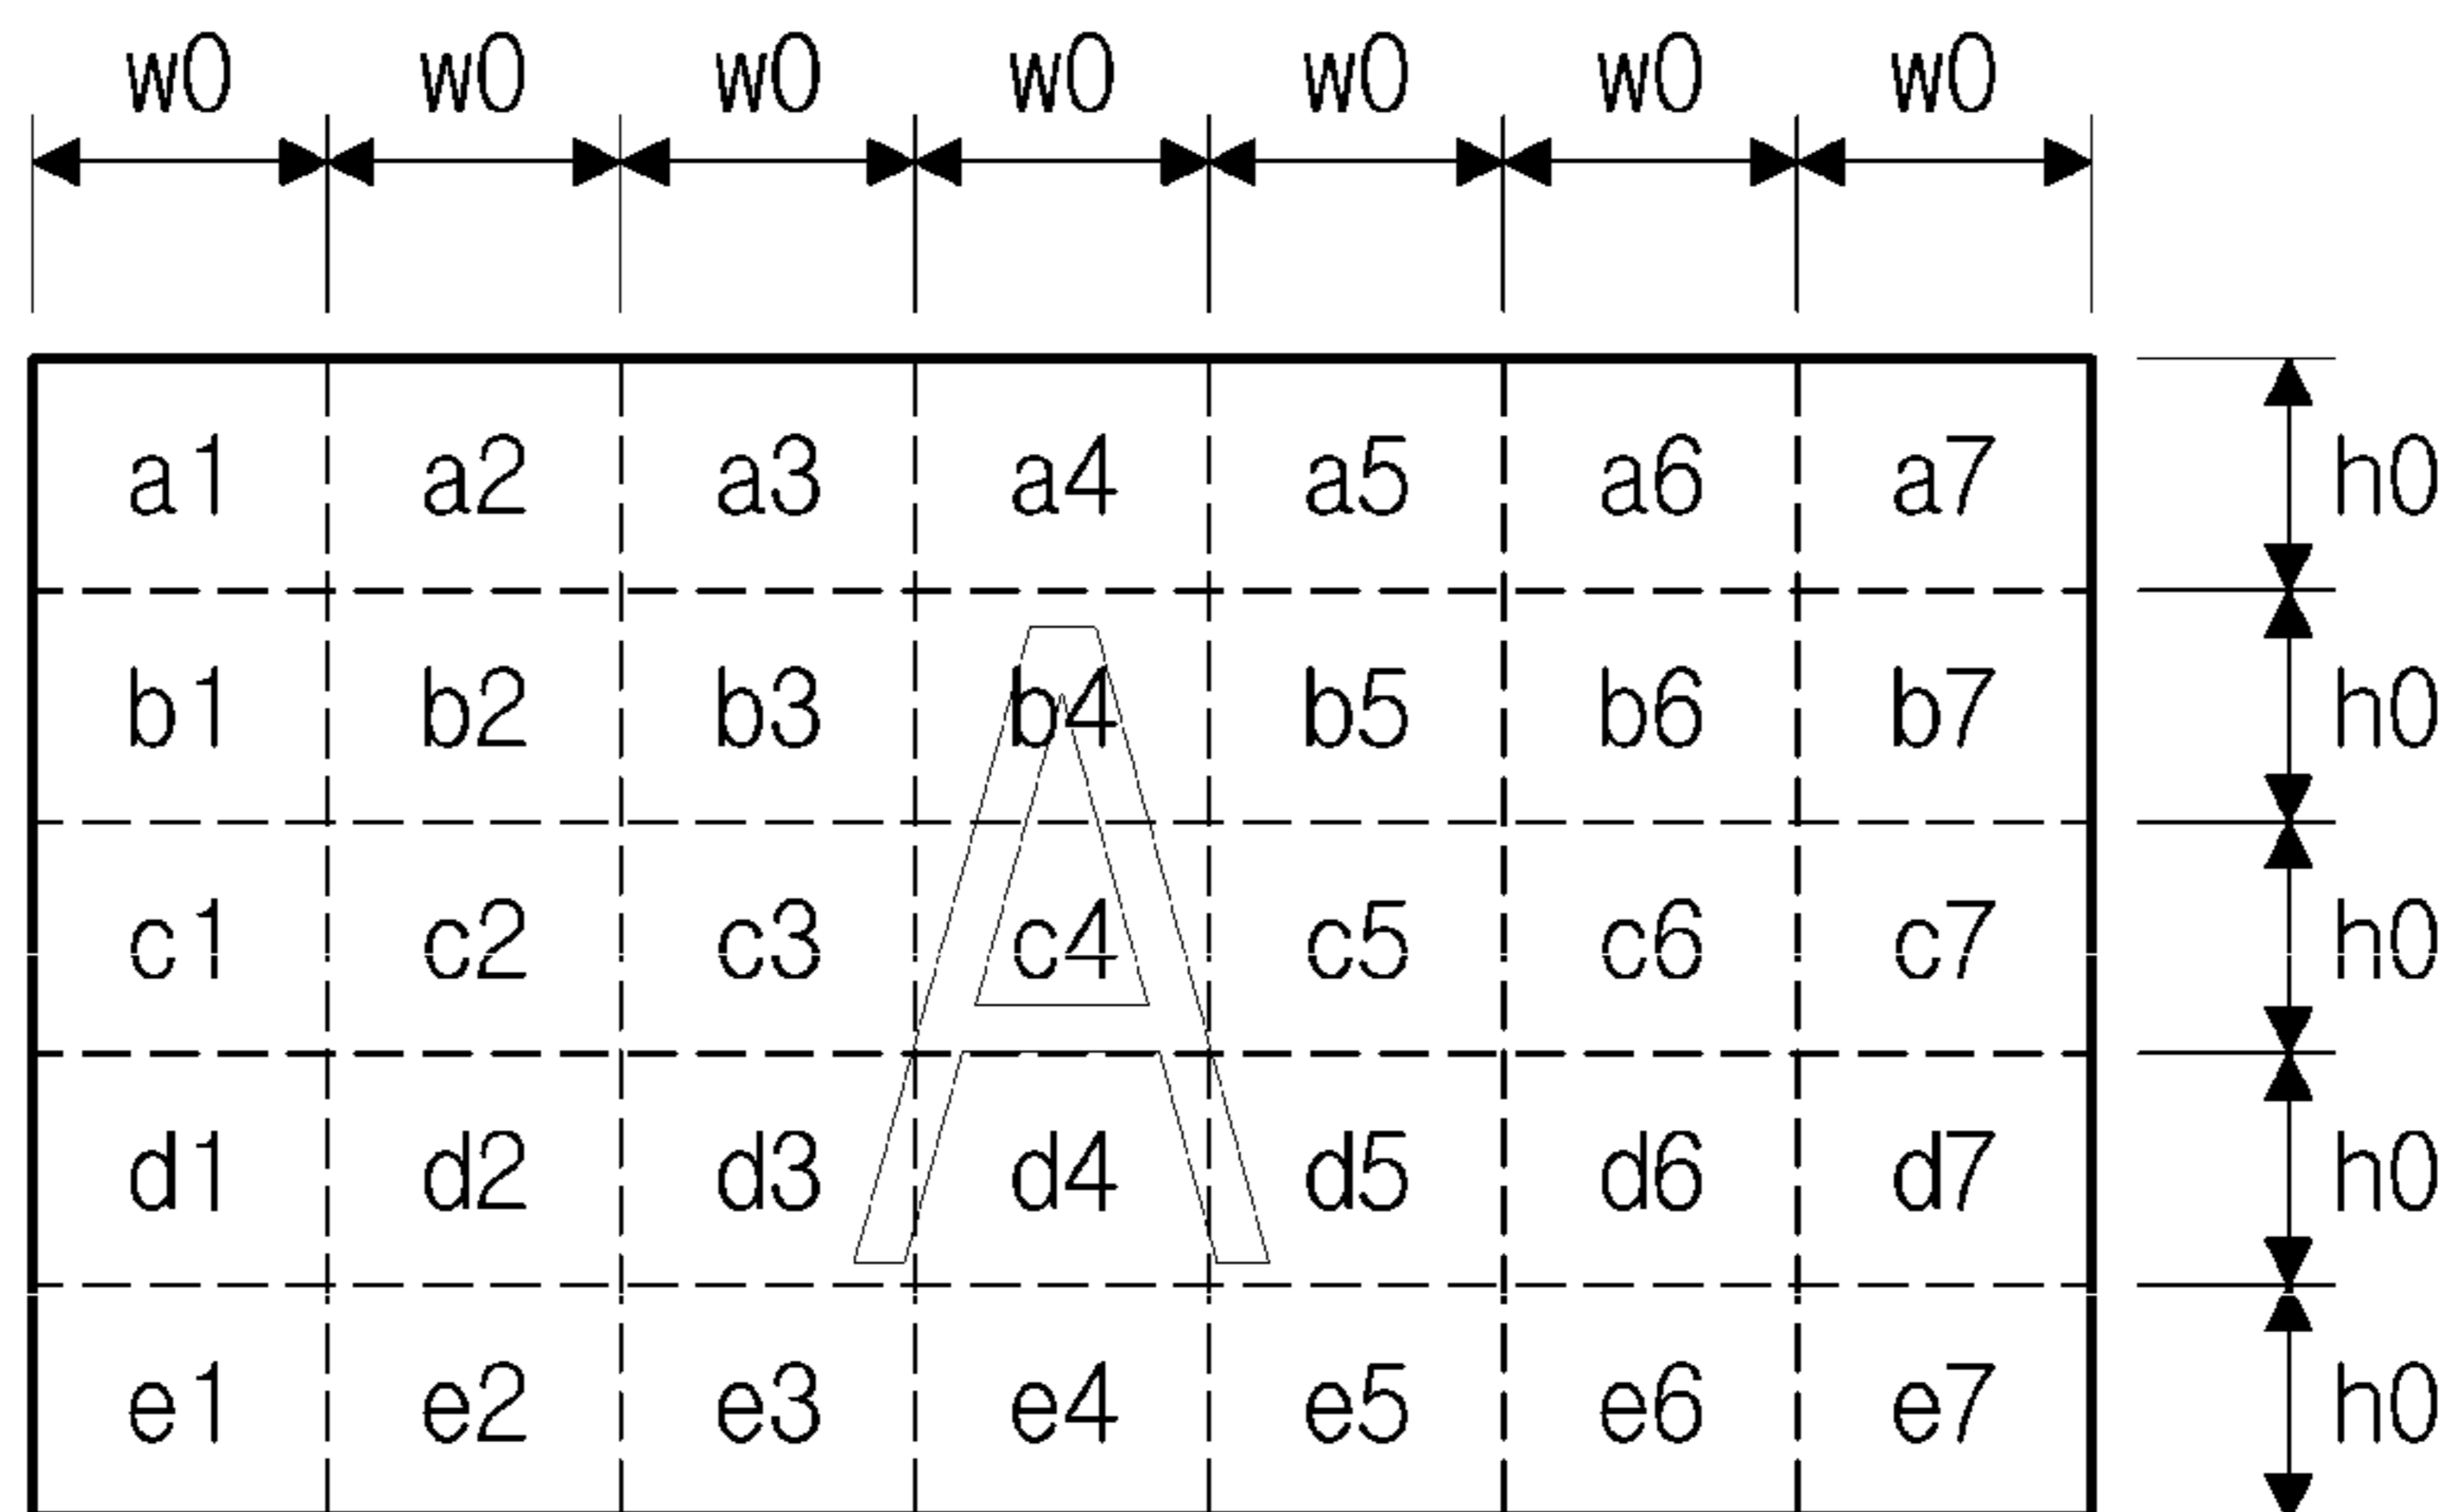 w0 w0 w0 w0 w0 w0 w0
a1 a2 a3 a4 a5 a6 a7 h0
b1 b2 b3 b4 b5 b6 b7 h0
A
c1 c2 c3 c4 c5 c6 c7 h0
d1 d2 d3 d4 d5 d6 d7 h0
e1 e2 e3 e4 e5 e6 e7 h0